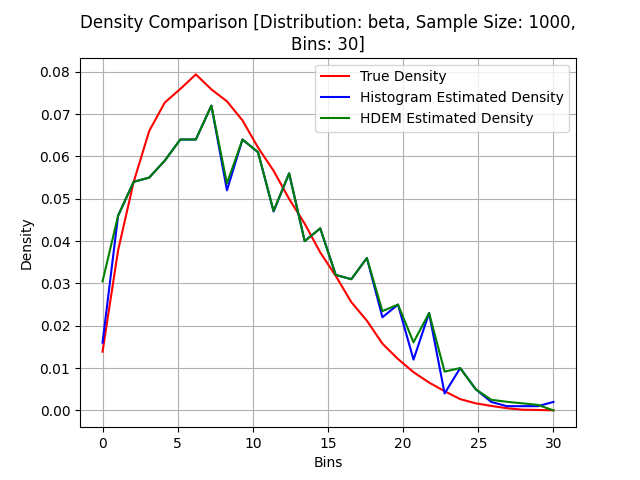 Density Comparison [Distribution: beta, Sample Size: 1000,
Bins: 30]
True Density
Histogram Estimated Density
HDEM Estimated Density
Density
0.08
0.07
0.06
0.05
0.04
0.03
0.02
0.01
0.00
0 5 10 15 20 25 30
Bins